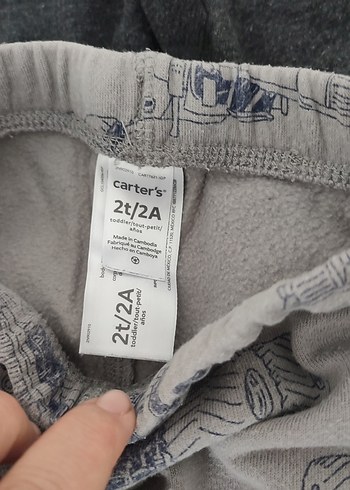 carter's®
2t/2A
toddler/tout-petit/
años
Made in Cambodia
Fabriqué au Cambodge
Hecho en Camboya
2t/2A
toddler/tout-petit/
años